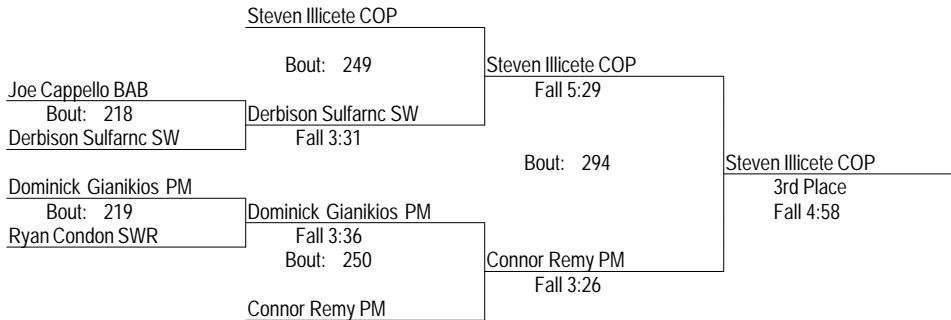 Steven Illicete COP
Bout: 249
Steven Illicete COP
Joe Cappello BAB
Fall 5:29
Bout: 218
Derbison Sulfarnc SW
Derbison Sulfarnc SW
Fall 3:31
Bout: 294
Steven Illicete COP
Dominick Gianikios PM
3rd Place
Bout: 219
Dominick Gianikios PM
Fall 4:58
Ryan Condon SWR
Fall 3:36
Bout: 250
Connor Remy PM
Fall 3:26
Connor Remy PM